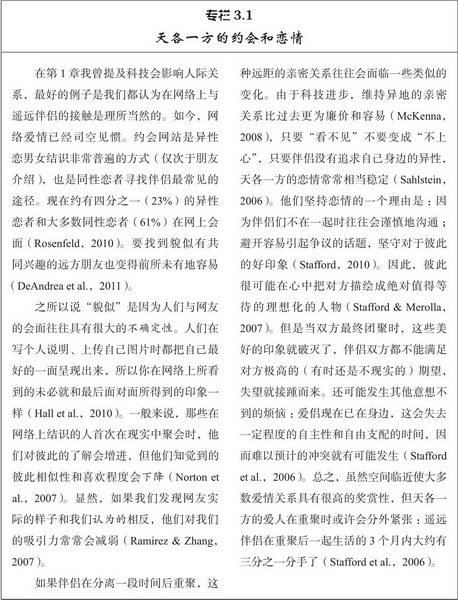 专栏 3.1
天各一方的约会和恋情
在第 1 章我曾提及科技会影响人际关
系，最好的例子是我们都认为在网络上与
遥远伴侣的接触是理所当然的。如今，网
络爱情已经司空见惯。约会网站是异性
恋男女结识非常普遍的方式（仅次于朋友
介绍），也是同性恋者寻找伴侣最常见的
途径。现在约有四分之一（23%）的异性
恋者和大多数同性恋者（61%）在网上会
面（Rosenfeld, 2010）。要找到貌似有共
同兴趣的远方朋友也变得前所未有地容易
（DeAndrea et al., 2011）。
之所以说“貌似”是因为人们与网友
的会面往往具有很大的不确定性。人们在
写个人说明、上传自己图片时都把自己最
好的一面呈现出来，所以你在网络上所看
到的未必就和最后面对面所得到的印象一
样（Hall et al., 2010）。一般来说，那些在
网络上结识的人首次在现实中聚会时，他
们对彼此的了解会增进，但他们知觉到的
彼此相似性和喜欢程度会下降（Norton et
al., 2007）。显然，如果我们发现网友实
际的样子和我们认为的相反，他们对我们
的吸引力常常会减弱（Ramirez & Zhang,
2007）。
如果伴侣在分离一段时间后重聚，这
种远距的亲密关系往往会面临一些类似的
变化。由于科技进步，维持异地的亲密
关系比过去更为廉价和容易（McKenna,
2008），只要“看不见”不要变成“不上
心”，只要伴侣没有追求自己身边的异性，
天各一方的恋情常常相当稳定（Sahlstein,
2006）。他们坚持恋情的一个理由是：因
为伴侣们不在一起时往往会谨慎地沟通；
避开容易引起争议的话题，坚守对于彼此
的好印象（Stafford, 2010）。因此，彼此
很可能在心中把对方描绘成绝对值得等
待的理想化的人物（Stafford & Merolla,
2007）。但是当双方最终团聚时，这些美
好的印象就破灭了，伴侣双方都不能满足
对方极高的（有时还是不现实的）期望，
失望就接踵而来。还可能发生其他意想不
到的烦恼：爱侣现在已在身边，这会失去
一定程度的自主性和自由支配的时间，因
而难以预计的冲突就有可能发生（Stafford
et al., 2006）。总之，虽然空间临近使大多
数爱情关系具有很高的奖赏性，但天各一
方的爱人在重聚时或许会分外紧张：遥远
伴侣在重聚后一起生活的 3 个月内大约有
三分之一分手了（Stafford et al., 2006）。